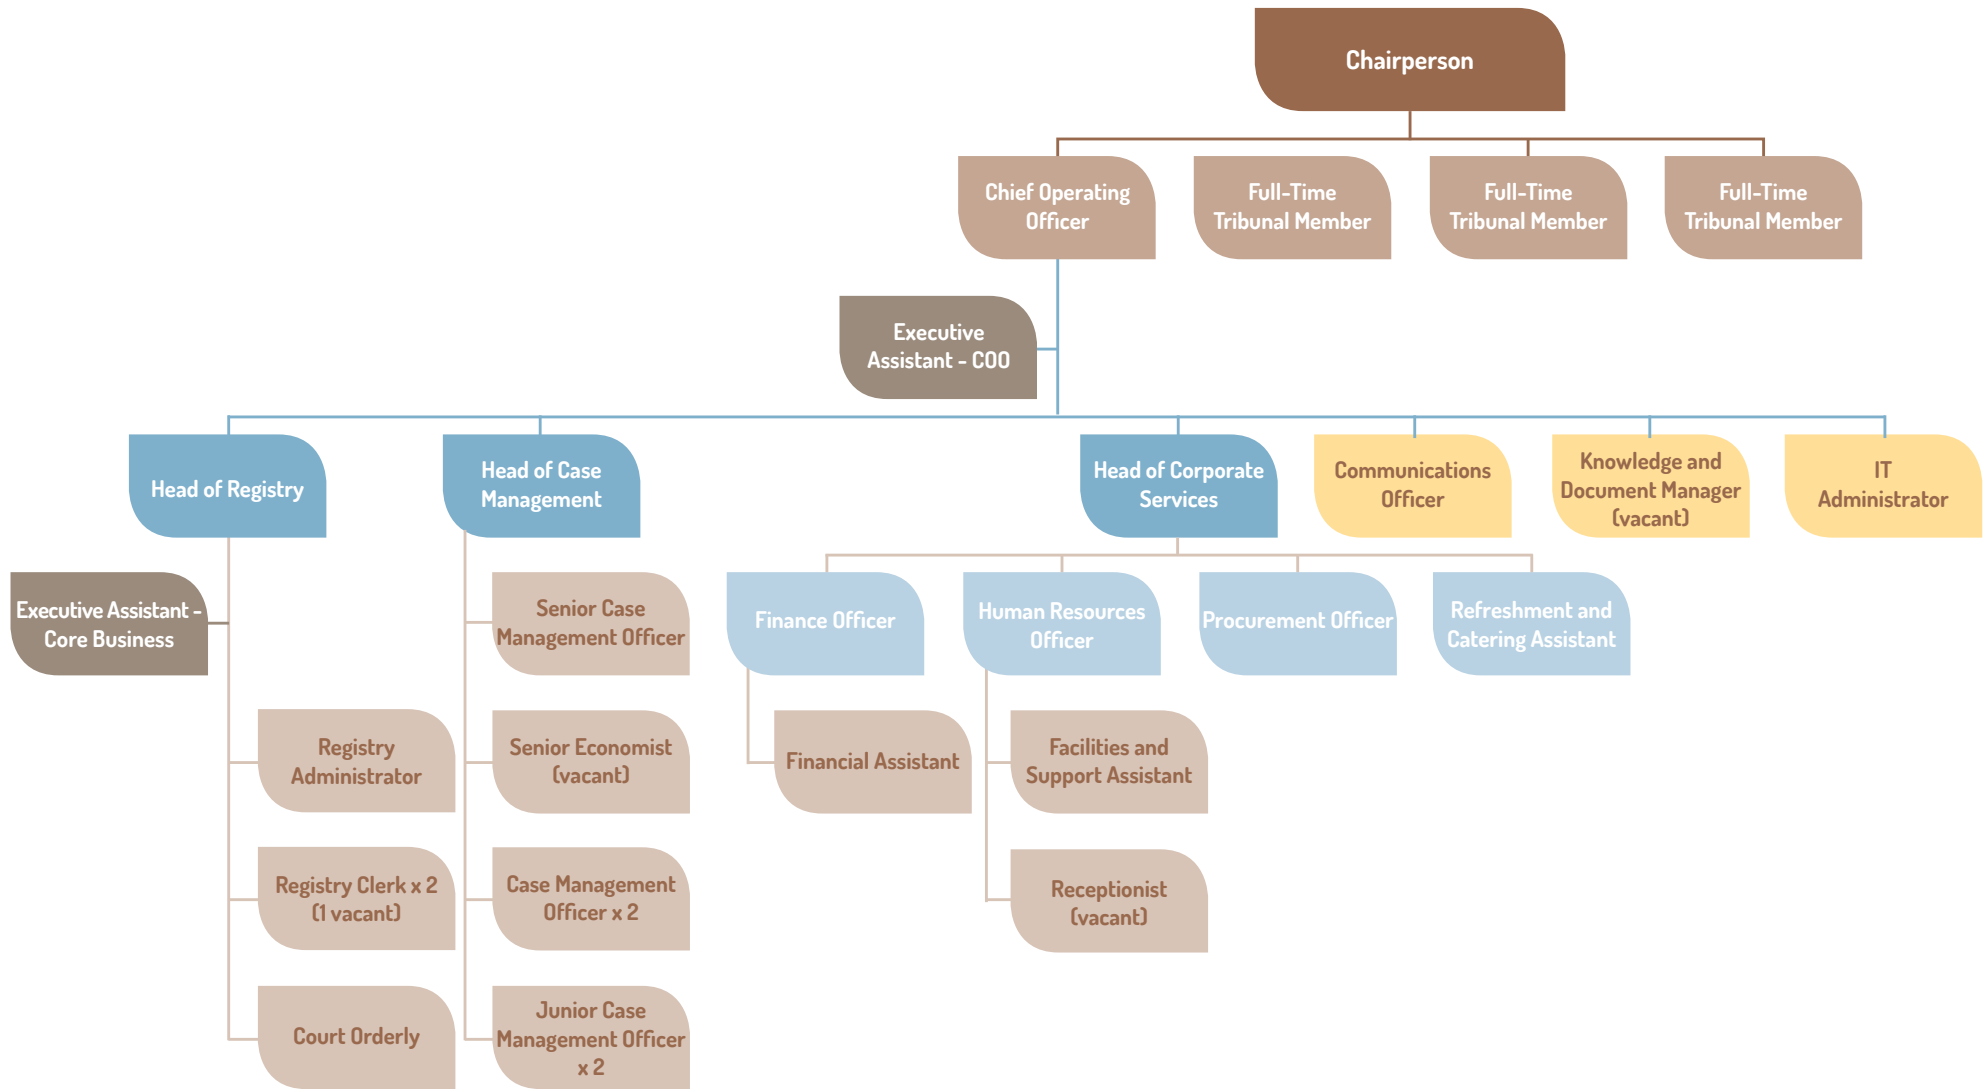 Chairperson
Chief Operating
Officer
Full-Time
Tribunal Member
Full-Time
Tribunal Member
Full-Time
Tribunal Member
Executive
Assistant - COO
Head of Registry
Head of Case
Management
Head of Corporate
Services
Communications
Officer
Knowledge and
Document Manager
(vacant)
IT
Administrator
Executive Assistant -
Core Business
Senior Case
Management Officer
Finance Officer
Human Resources
Officer
Procurement Officer
Refreshment and
Catering Assistant
Registry
Administrator
Senior Economist
(vacant)
Financial Assistant
Facilities and
Support Assistant
Registry Clerk x 2
(1 vacant)
Case Management
Officer x 2
Receptionist
(vacant)
Court Orderly
Junior Case
Management Officer
x 2